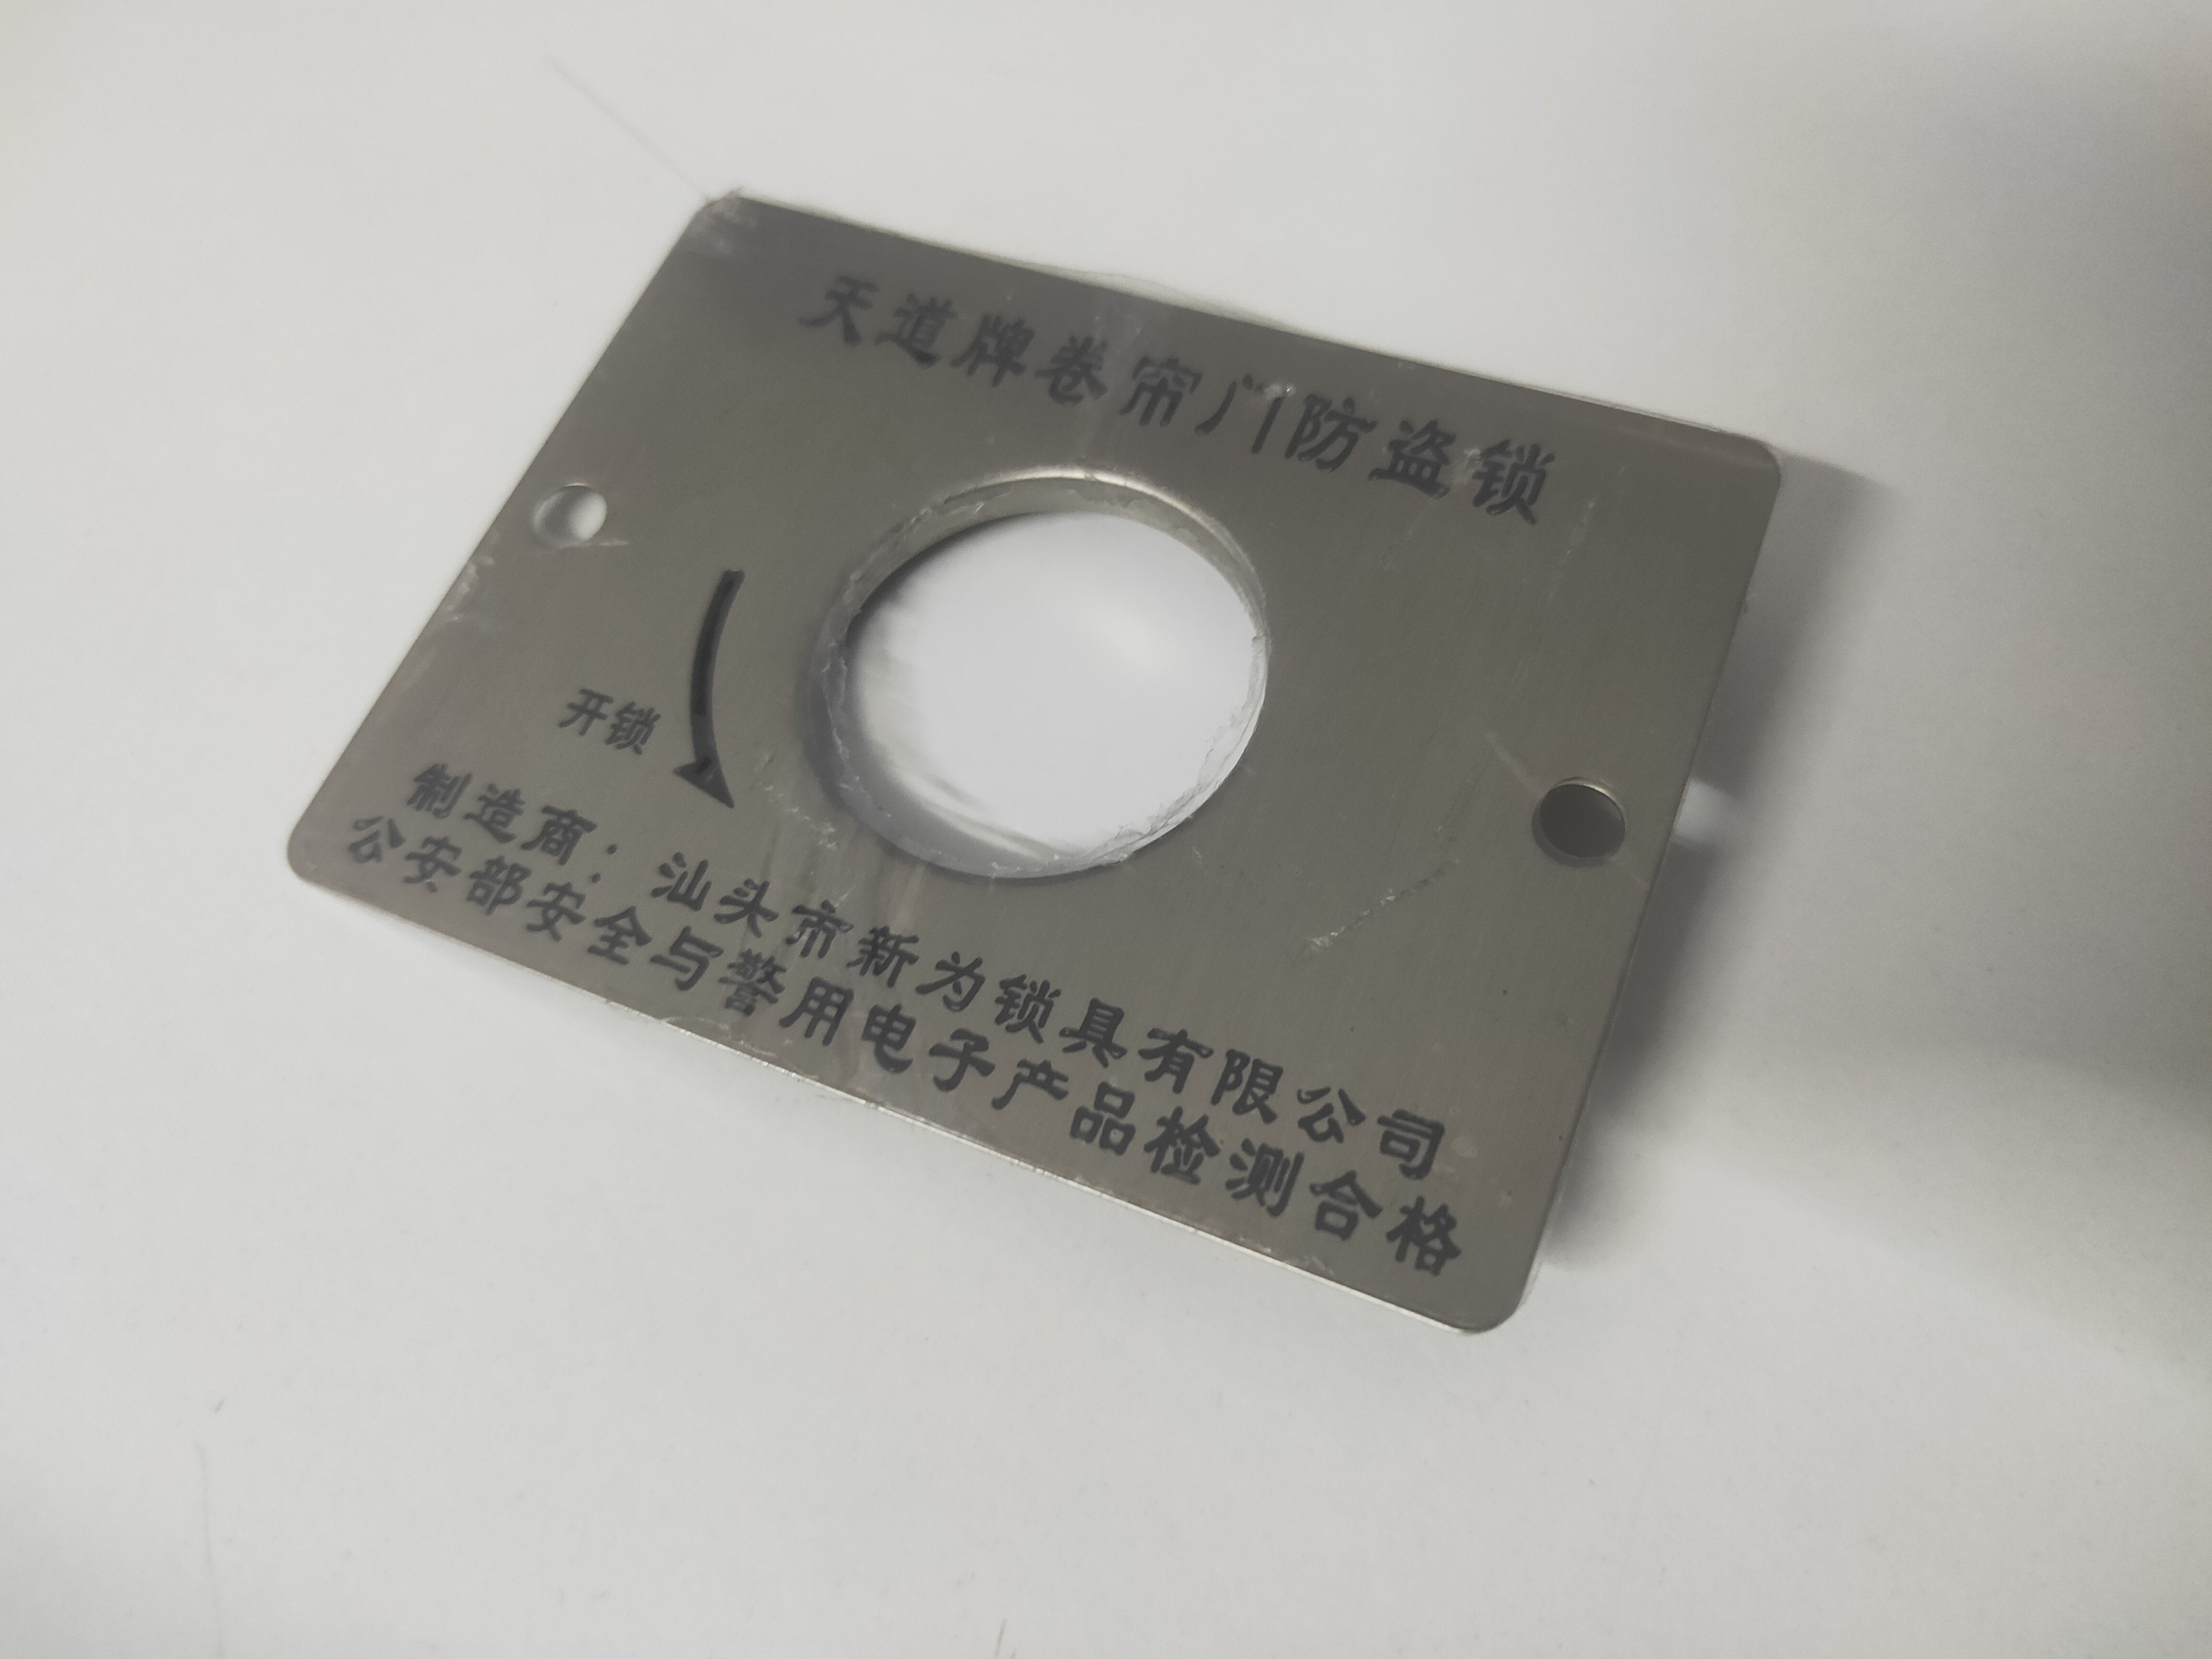 天道牌卷帘门防盗锁
开锁
制造商：汕头市新为锁具有限公司
公安部安全与警用电子产品检测合格